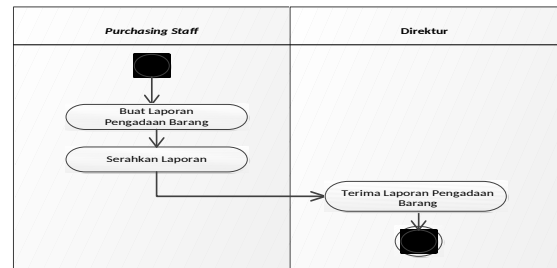 Purchasing Staff
Direktur
Buat Laporan
Pengadaan Barang
Serahkan Laporan
Terima Laporan Pengadaan
Barang